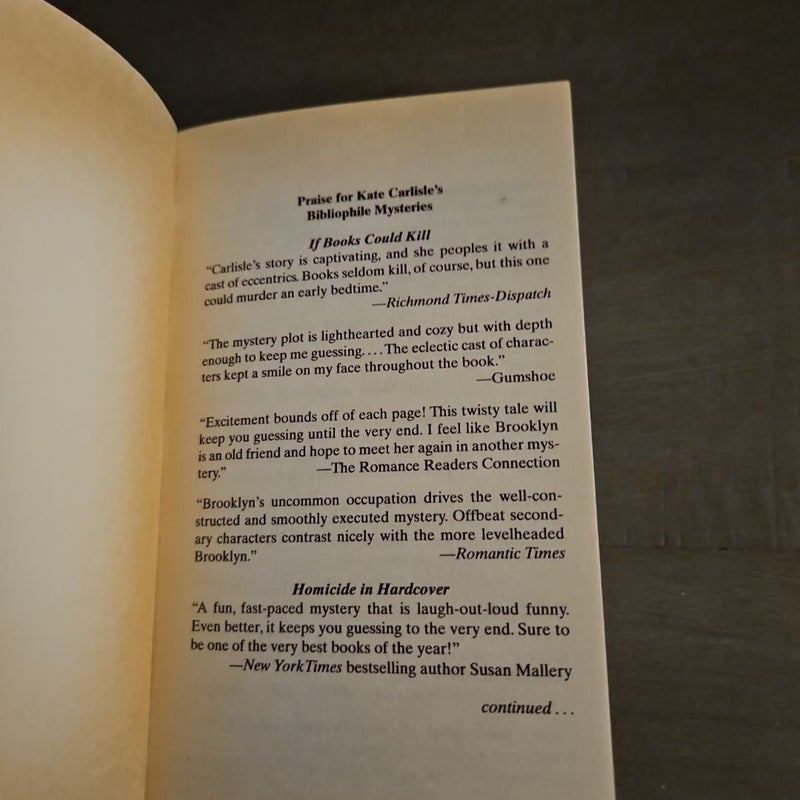 Praise for Kate Carlisle's
Bibliophile Mysteries
If Books Could Kill
“Carlisle's story is captivating, and she peoples it with a
cast of eccentrics. Books seldom kill, of course, but this one
could murder an early bedtime.”
—Richmond Times-Dispatch
“The mystery plot is lighthearted and cozy but with depth
enough to keep me guessing. . . . The eclectic cast of charac-
ters kept a smile on my face throughout the book.”
—Gumshoe
“Excitement bounds off of each page! This twisty tale will
keep you guessing until the very end. I feel like Brooklyn
is an old friend and hope to meet her again in another mys-
tery.” —The Romance Readers Connection
“Brooklyn's uncommon occupation drives the well-con-
structed and smoothly executed mystery. Offbeat second-
ary characters contrast nicely with the more levelheaded
Brooklyn.” —Romantic Times
Homicide in Hardcover
“A fun, fast-paced mystery that is laugh-out-loud funny.
Even better, it keeps you guessing to the very end. Sure to
be one of the very best books of the year!”
—New York Times bestselling author Susan Mallery
continued . . .